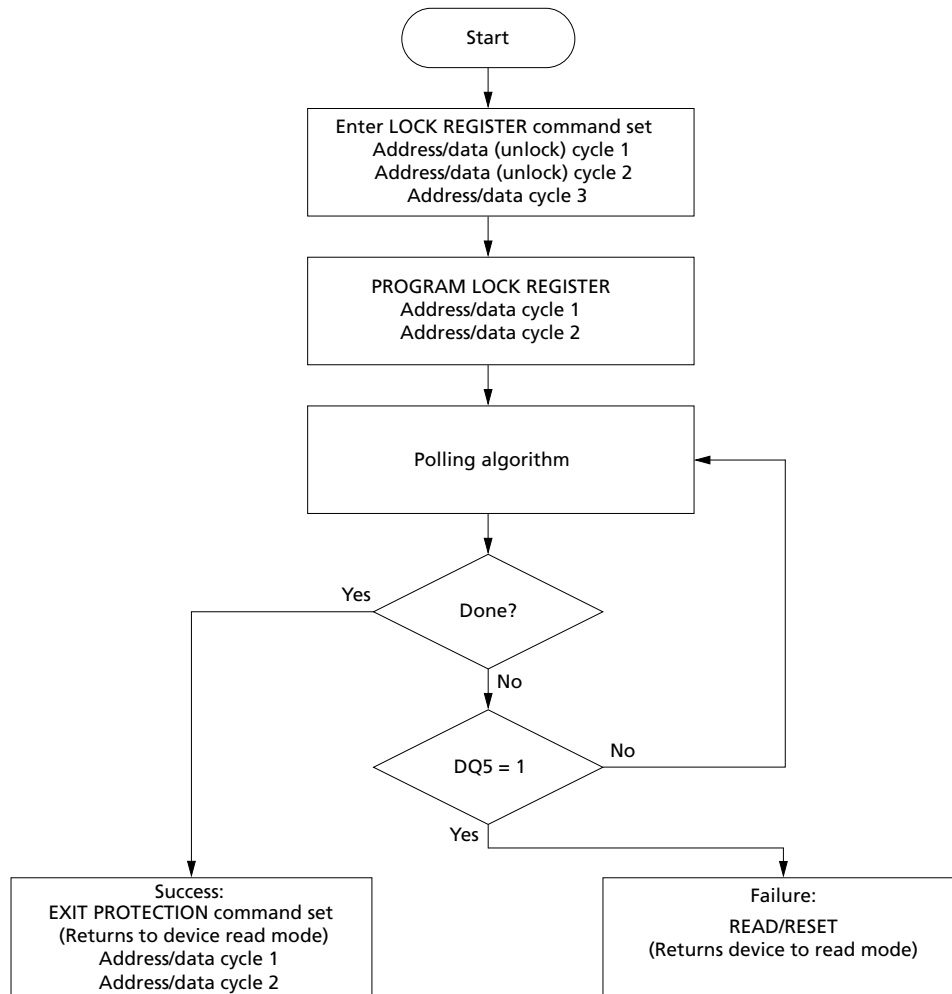 Start
Enter LOCK REGISTER command set
Address/data (unlock) cycle 1
Address/data (unlock) cycle 2
Address/data cycle 3
PROGRAM LOCK REGISTER
Address/data cycle 1
Address/data cycle 2
Polling algorithm
Yes
Done?
No
DQ5 = 1
No
Yes
Success:
EXIT PROTECTION command set
(Returns to device read mode)
Address/data cycle 1
Address/data cycle 2
Failure:
READ/RESET
(Returns device to read mode)